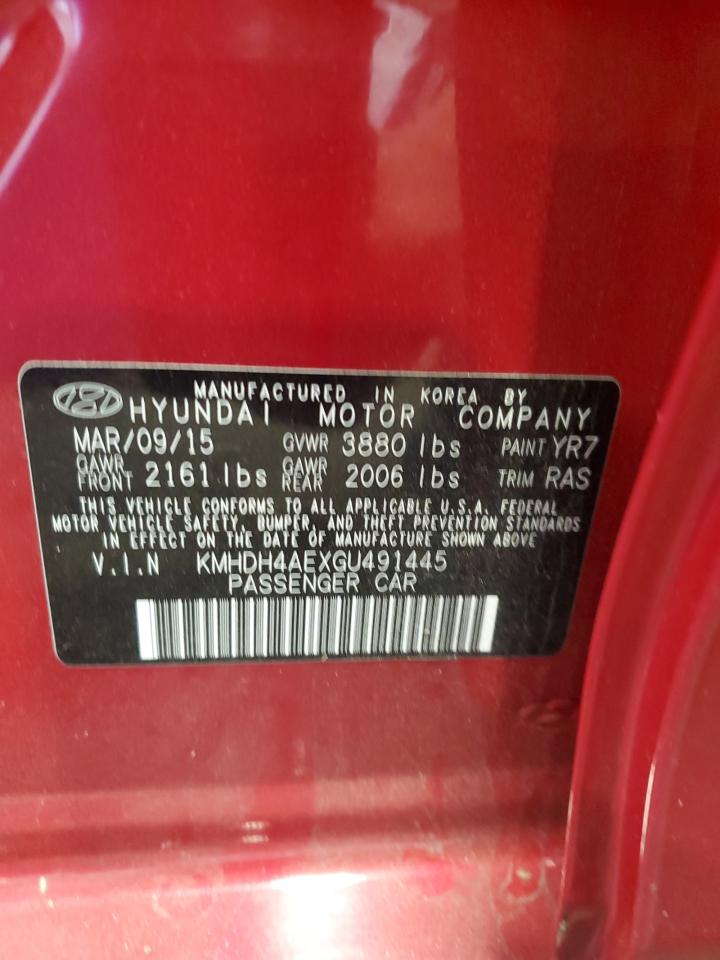 MANUFACTURED IN KOREA BY
HYUNDAI MOTOR COMPANY
MAR/09/15 GVWR 3880 lbs PAINT YR7
GAWR FRONT 2161 lbs GAWR REAR 2006 lbs TRIM RAS
THIS VEHICLE CONFORMS TO ALL APPLICABLE U.S.A. FEDERAL
MOTOR VEHICLE SAFETY, BUMPER, AND THEFT PREVENTION STANDARDS
IN EFFECT ON THE DATE OF MANUFACTURE SHOWN ABOVE
V.I.N KMHDH4AEXGU491445
PASSENGER CAR